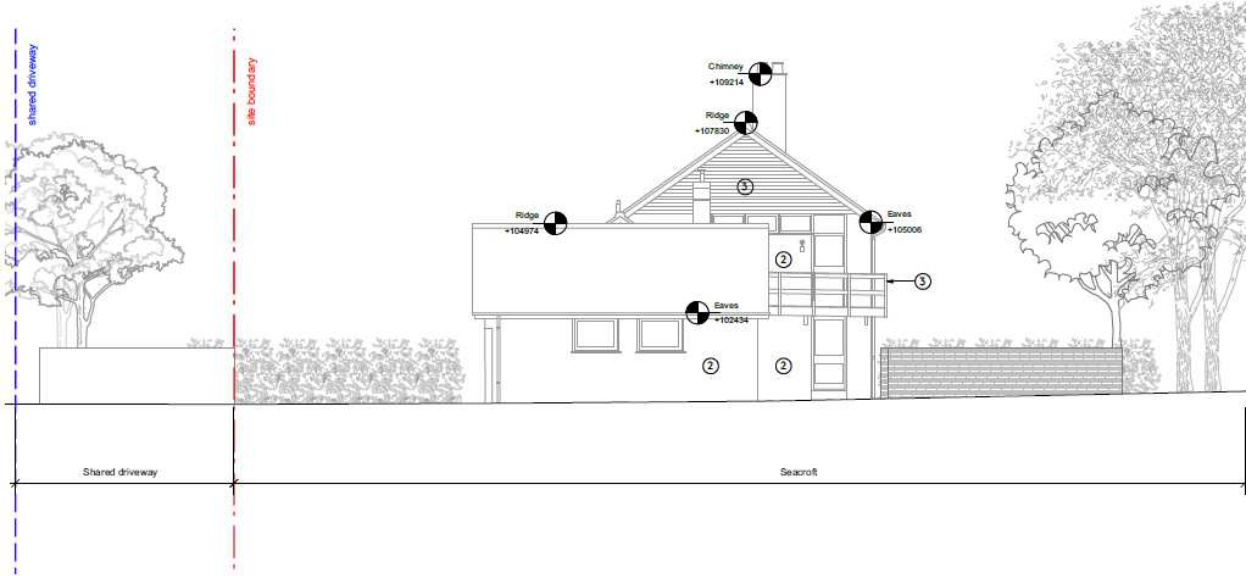 shared driveway
site boundary
Chimney
+109214
Ridge
+107830
3
Ridge
+104974
Eaves
+105006
2
3
Eaves
+102434
2
2
Shared driveway
Seacroft